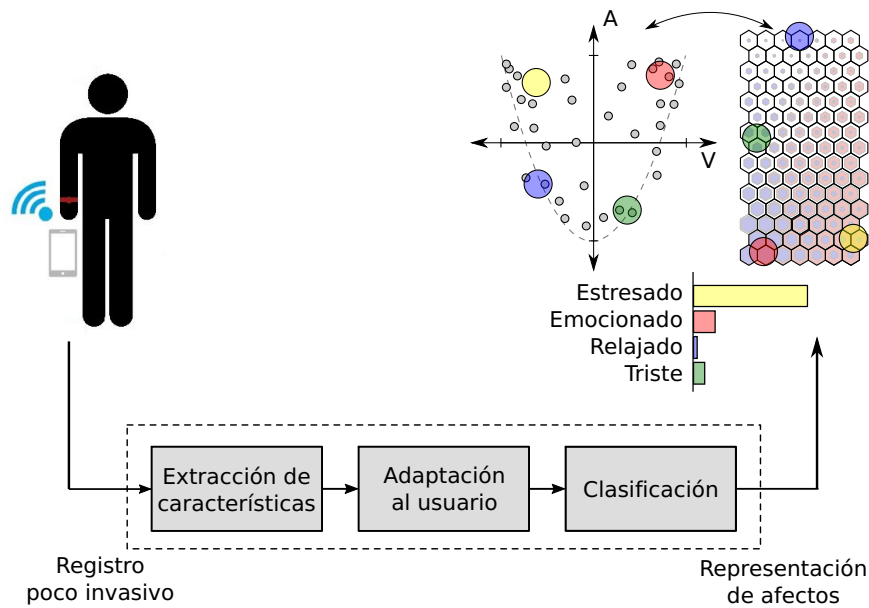 A
V
Estresado
Emocionado
Relajado
Triste
Extracción de
características
Adaptación
al usuario
Clasificación
Registro
poco invasivo
Representación
de afectos